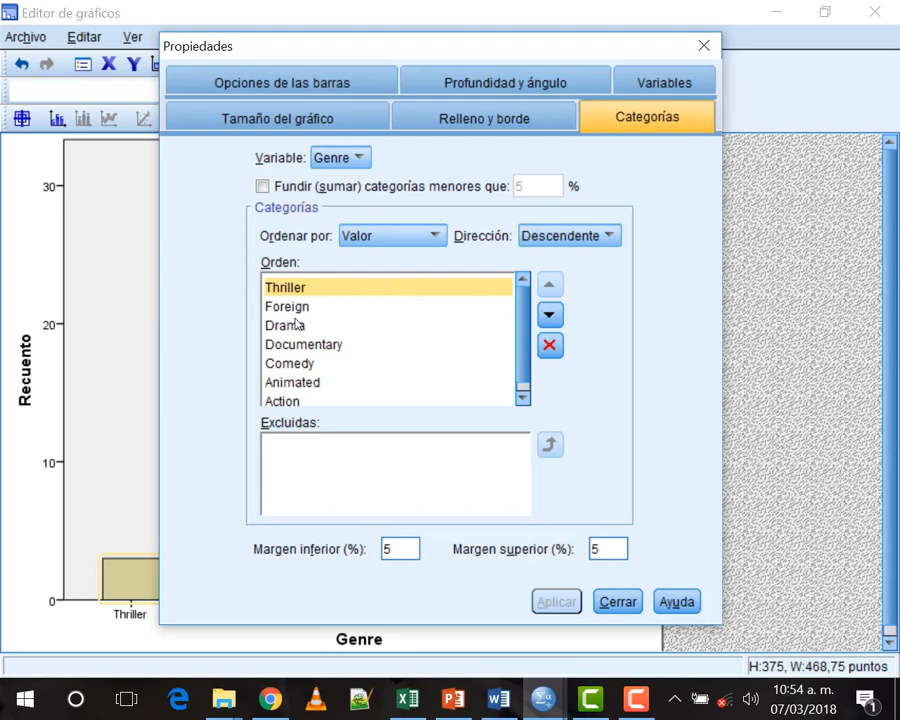 Editor de gráficos
Archivo Editar Ver
Propiedades
X Y
Opciones de las barras Profundidad y ángulo Variables
Tamaño del gráfico Relleno y borde Categorías
Variable: Genre
Fundir (sumar) categorías menores que: 5 %
Categorías
Ordenar por: Valor Dirección: Descendente
Orden:
Thriller
Foreign
Drama
Documentary
Comedy
Animated
Action
Excluidas:
Margen inferior (%): 5 Margen superior (%): 5
Aplicar Cerrar Ayuda
30
20
10
0
Recuento
Thriller
Genre
H:375, W:468,75 puntos
10:54 a. m.
07/03/2018
1